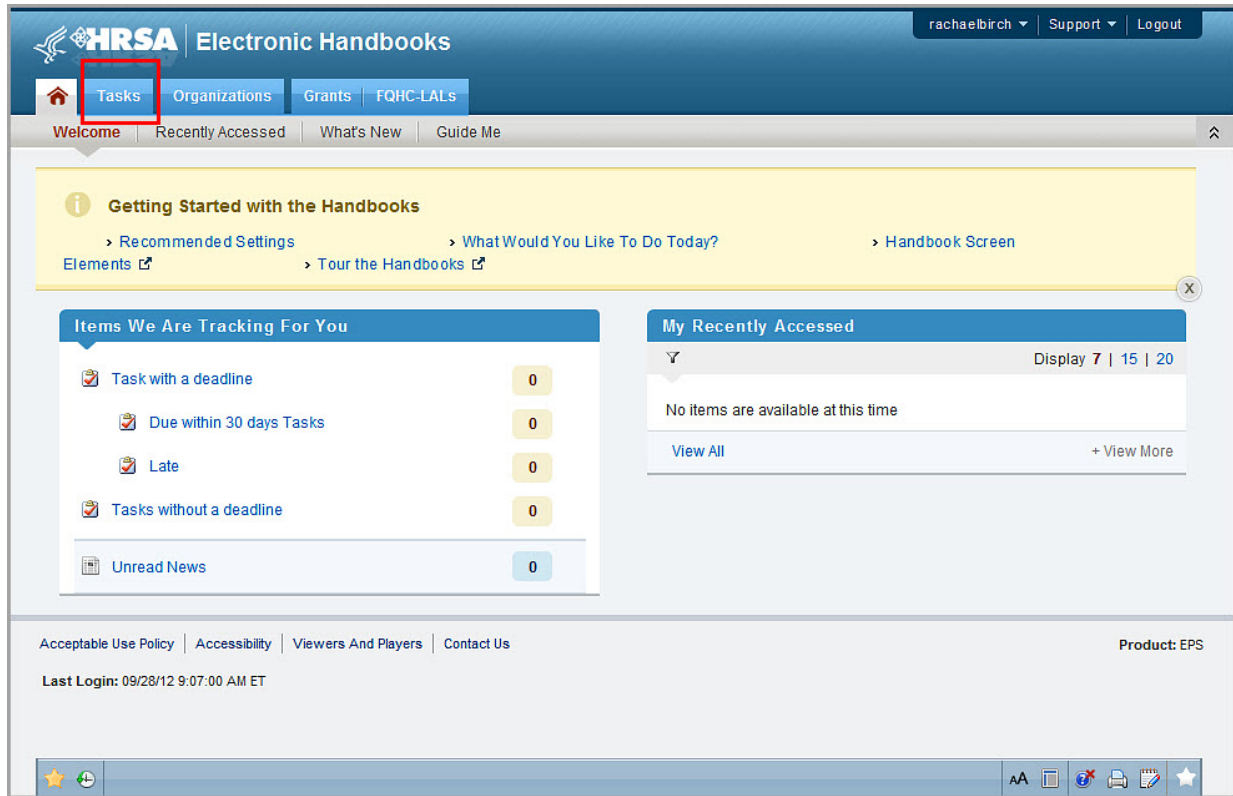 rachaelbirch Support Logout
HRSA Electronic Handbooks
Tasks Organizations Grants FQHC-LALs
Welcome Recently Accessed What's New Guide Me
Getting Started with the Handbooks
› Recommended Settings › What Would You Like To Do Today? › Handbook Screen
Elements › Tour the Handbooks
X
Items We Are Tracking For You
Task with a deadline 0
Due within 30 days Tasks 0
Late 0
Tasks without a deadline 0
Unread News 0
My Recently Accessed
Display 7 | 15 | 20
No items are available at this time
View All + View More
Acceptable Use Policy | Accessibility | Viewers And Players | Contact Us Product: EPS
Last Login: 09/28/12 9:07:00 AM ET
AA